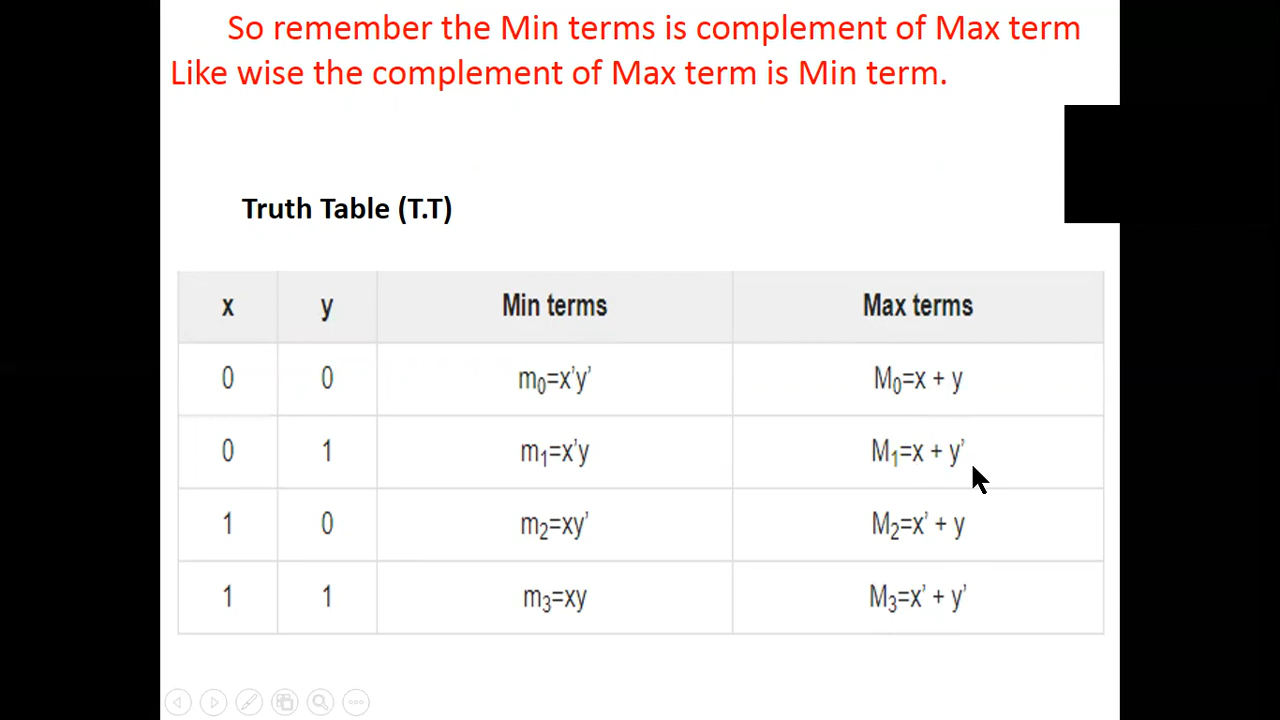 So remember the Min terms is complement of Max term
Like wise the complement of Max term is Min term.
Truth Table (T.T)
x y Min terms Max terms
0 0 m₀=x'y' M₀=x + y
0 1 m₁=x'y M₁=x + y'
1 0 m₂=xy' M₂=x' + y
1 1 m₃=xy M₃=x' + y'